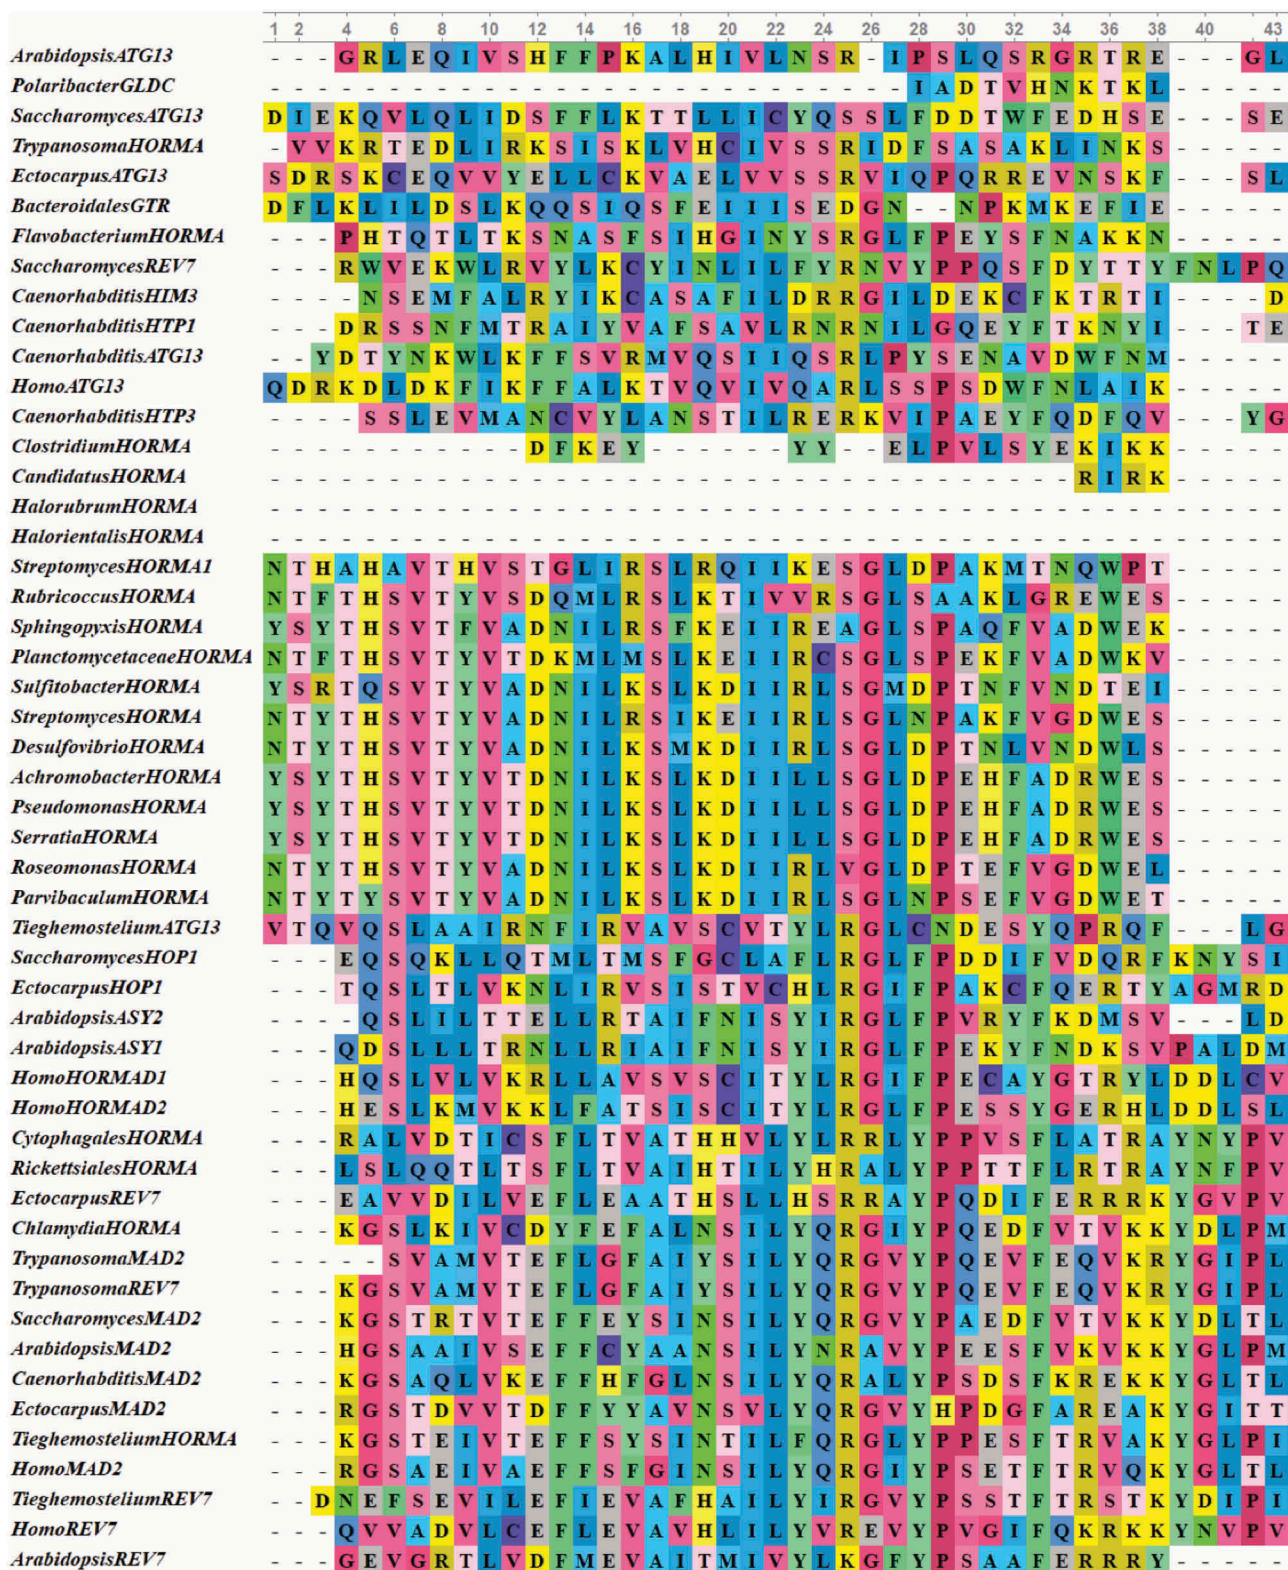 1 2 4 6 8 10 12 14 16 18 20 22 24 26 28 30 32 34 36 38 40 43
ArabidopsisATG13 - - - G R L E Q I V S H F F P K A L H I V L N S R - I P S L Q S R G R T R E - - - G L
PolaribacterGLDC - - - - - - - - - - - - - - - - - - - - - - - - - - - I A D T V H N K T K L - - - - -
SaccharomycesATG13 D I E K Q V L Q L I D S F F L K T T L L I C Y Q S S L F D D T W F E D H S E - - - S E
TrypanosomaHORMA - V V K R T E D L I R K S I S K L V H C I V S S R I D F S A S A K L I N K S - - - - -
EctocarpusATG13 S D R S K C E Q V V Y E L L C K V A E L V V S S R V I Q P Q R R E V N S K F - - - S L
BacteroidalesGTR D F L K L I L D S L K Q Q S I Q S F E I I I S E D G N - - N P K M K E F I E - - - - -
FlavobacteriumHORMA - - - P H T Q T L T K S N A S F S I H G I N Y S R G L F P E Y S F N A K K N - - - - -
SaccharomycesREV7 - - - R W V E K W L R V Y L K C Y I N L I L F Y R N V Y P P Q S F D Y T T Y F N L P Q
CaenorhabditisHIM3 - - - - N S E M F A L R Y I K C A S A F I L D R R G I L D E K C F K T R T I - - - - D
CaenorhabditisHTP1 - - - D R S S N F M T R A I Y V A F S A V L R N R N I L G Q E Y F T K N Y I - - - T E
CaenorhabditisATG13 - - Y D T Y N K W L K F F S V R M V Q S I I Q S R L P Y S E N A V D W F N M - - - - -
HomoATG13 Q D R K D L D K F I K F F A L K T V Q V I V Q A R L S S P S D W F N L A I K - - - - -
CaenorhabditisHTP3 - - - - S S L E V M A N C V Y L A N S T I L R E R K V I P A E Y F Q D F Q V - - - Y G
ClostridiumHORMA - - - - - - - - - - - D F K E Y - - - - - - Y Y - - E L P V L S Y E K I K K - - - - -
CandidatusHORMA - - - - - - - - - - - - - - - - - - - - - - - - - - - - - - - - - - R I R K - - - - -
HalorubrumHORMA - - - - - - - - - - - - - - - - - - - - - - - - - - - - - - - - - - - - - - - - - - -
HalorientalisHORMA - - - - - - - - - - - - - - - - - - - - - - - - - - - - - - - - - - - - - - - - - - -
StreptomycesHORMA1 N T H A H A V T H V S T G L I R S L R Q I I K E S G L D P A K M T N Q W P T - - - - -
RubricoccusHORMA N T F T H S V T Y V S D Q M L R S L K T I V V R S G L S A A K L G R E W E S - - - - -
SphingopyxisHORMA Y S Y T H S V T F V A D N I L R S F K E I I R E A G L S P A Q F V A D W E K - - - - -
PlanctomycetaceaeHORMA N T F T H S V T Y V T D K M L M S L K E I I R C S G L S P E K F V A D W K V - - - - -
SulfitobacterHORMA Y S R T Q S V T Y V A D N I L K S L K D I I R L S G M D P T N F V N D T E I - - - - -
StreptomycesHORMA N T Y T H S V T Y V A D N I L R S I K E I I R L S G L N P A K F V G D W E S - - - - -
DesulfovibrioHORMA N T Y T H S V T Y V A D N I L K S M K D I I R L S G L D P T N L V N D W L S - - - - -
AchromobacterHORMA Y S Y T H S V T Y V T D N I L K S L K D I I L L S G L D P E H F A D R W E S - - - - -
PseudomonasHORMA Y S Y T H S V T Y V T D N I L K S L K D I I L L S G L D P E H F A D R W E S - - - - -
SerratiaHORMA Y S Y T H S V T Y V T D N I L K S L K D I I L L S G L D P E H F A D R W E S - - - - -
RoseomonasHORMA N T Y T H S V T Y V A D N I L K S L K D I I R L V G L D P T E F V G D W E L - - - - -
ParvibaculumHORMA N T Y T Y S V T Y V A D N I L K S L K D I I R L S G L N P S E F V G D W E T - - - - -
TieghemosteliumATG13 V T Q V Q S L A A I R N F I R V A V S C V T Y L R G L C N D E S Y Q P R Q F - - - L G
SaccharomycesHOP1 - - - E Q S Q K L L Q T M L T M S F G C L A F L R G L F P D D I F V D Q R F K N Y S I
EctocarpusHOP1 - - - T Q S L T L V K N L I R V S I S T V C H L R G I F P A K C F Q E R T Y A G M R D
ArabidopsisASY2 - - - - Q S L I L T T E L L R T A I F N I S Y I R G L F P V R Y F K D M S V - - - L D
ArabidopsisASY1 - - - Q D S L L L T R N L L R I A I F N I S Y I R G L F P E K Y F N D K S V P A L D M
HomoHORMAD1 - - - H Q S L V L V K R L L A V S V S C I T Y L R G I F P E C A Y G T R Y L D D L C V
HomoHORMAD2 - - - H E S L K M V K K L F A T S I S C I T Y L R G L F P E S S Y G E R H L D D L S L
CytophagalesHORMA - - - R A L V D T I C S F L T V A T H H V L Y L R R L Y P P V S F L A T R A Y N Y P V
RickettsialesHORMA - - - L S L Q Q T L T S F L T V A I H T I L Y H R A L Y P P T T F L R T R A Y N F P V
EctocarpusREV7 - - - E A V V D I L V E F L E A A T H S L L H S R R A Y P Q D I F E R R R K Y G V P V
ChlamydiaHORMA - - - K G S L K I V C D Y F E F A L N S I L Y Q R G I Y P Q E D F V T V K K Y D L P M
TrypanosomaMAD2 - - - - - S V A M V T E F L G F A I Y S I L Y Q R G V Y P Q E V F E Q V K R Y G I P L
TrypanosomaREV7 - - - K G S V A M V T E F L G F A I Y S I L Y Q R G V Y P Q E V F E Q V K R Y G I P L
SaccharomycesMAD2 - - - K G S T R T V T E F F E Y S I N S I L Y Q R G V Y P A E D F V T V K K Y D L T L
ArabidopsisMAD2 - - - H G S A A I V S E F F C Y A A N S I L Y N R A V Y P E E S F V K V K K Y G L P M
CaenorhabditisMAD2 - - - K G S A Q L V K E F F H F G L N S I L Y Q R A L Y P S D S F K R E K K Y G L T L
EctocarpusMAD2 - - - R G S T D V V T D F F Y Y A V N S V L Y Q R G V Y H P D G F A R E A K Y G I T T
TieghemosteliumHORMA - - - K G S T E I V T E F F S Y S I N T I L F Q R G L Y P P E S F T R V A K Y G L P I
HomoMAD2 - - - R G S A E I V A E F F S F G I N S I L Y Q R G I Y P S E T F T R V Q K Y G L T L
TieghemosteliumREV7 - - D N E F S E V I L E F I E V A F H A I L Y I R G V Y P S S T F T R S T K Y D I P I
HomoREV7 - - - Q V V A D V L C E F L E V A V H L I L Y V R E V Y P V G I F Q K R K K Y N V P V
ArabidopsisREV7 - - - G E V G R T L V D F M E V A I T M I V Y L K G F Y P S A A F E R R R Y - - - - -